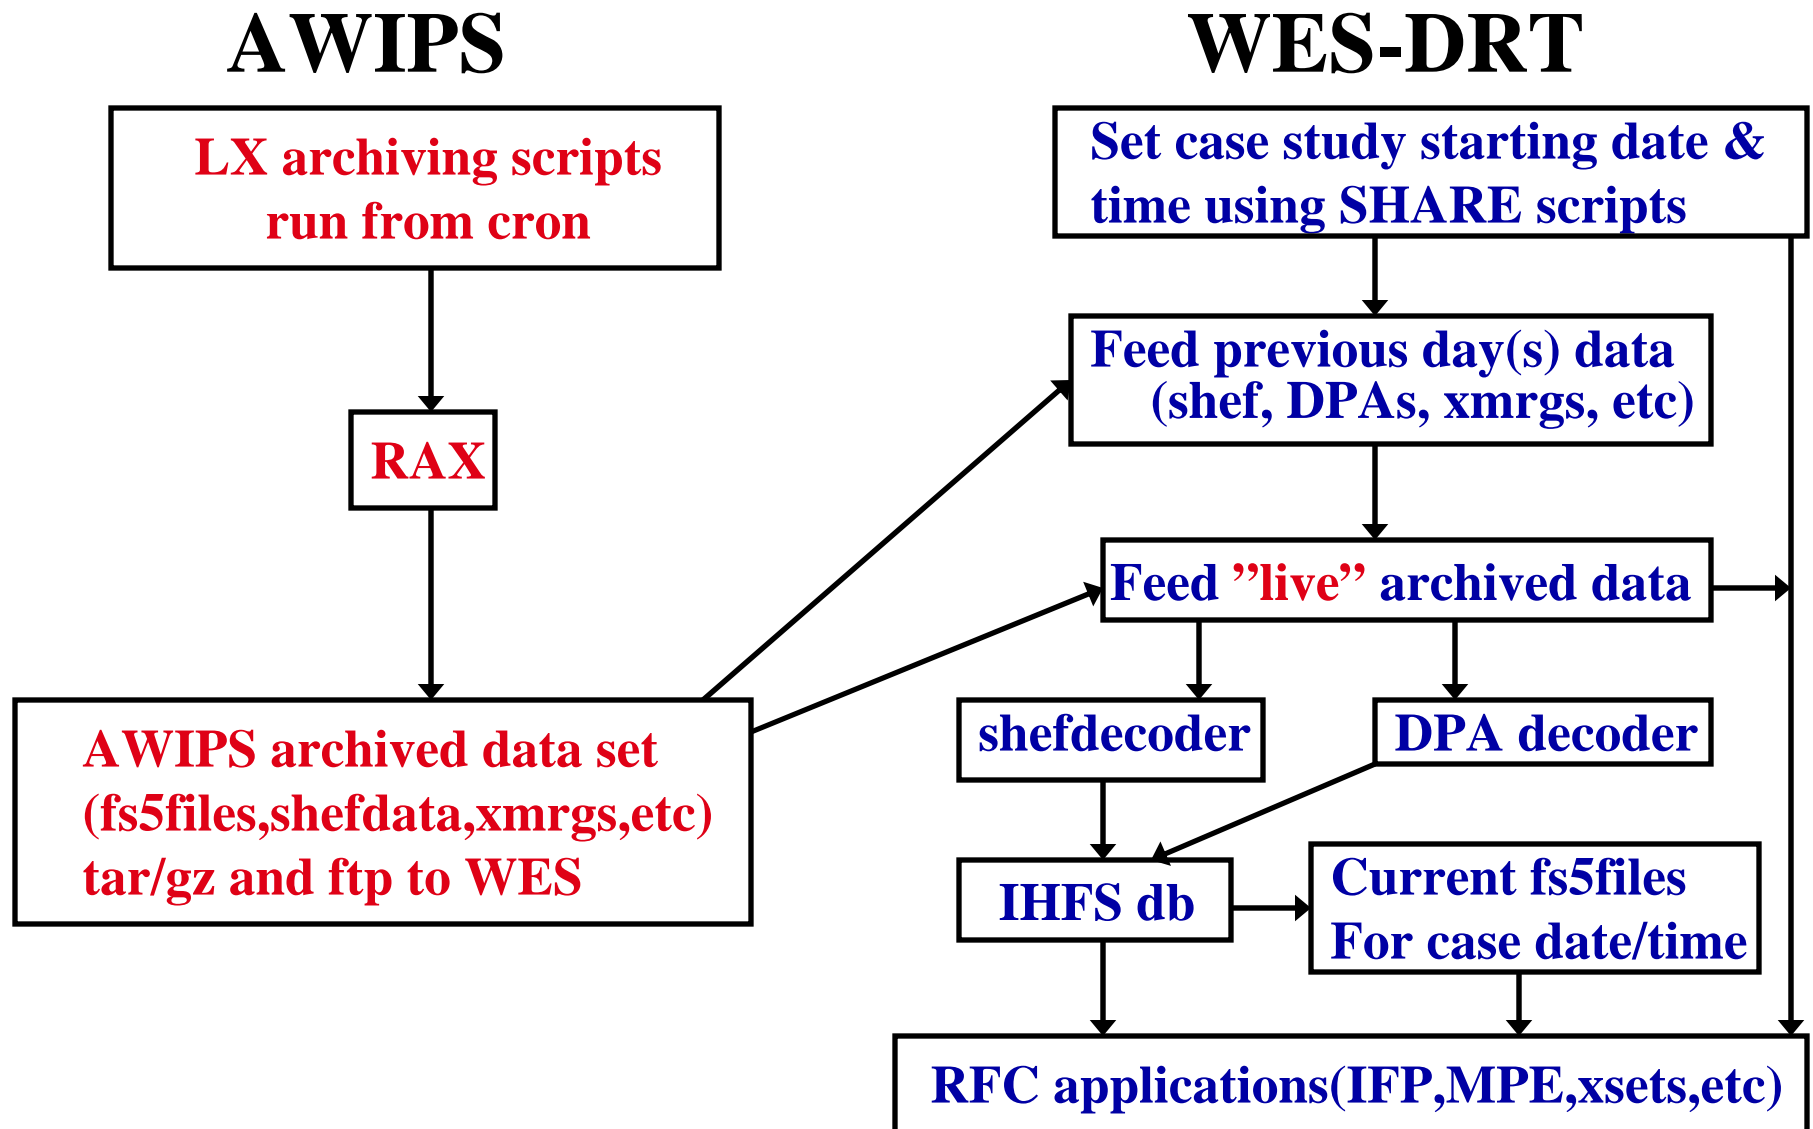 AWIPS
LX archiving scripts
run from cron
RAX
AWIPS archived data set
(fs5files,shefdata,xmrgs,etc)
tar/gz and ftp to WES
WES-DRT
Set case study starting date &
time using SHARE scripts
Feed previous day(s) data
(shef, DPAs, xmrgs, etc)
Feed ”live” archived data
shefdecoder
DPA decoder
IHFS db
Current fs5files
For case date/time
RFC applications(IFP,MPE,xsets,etc)